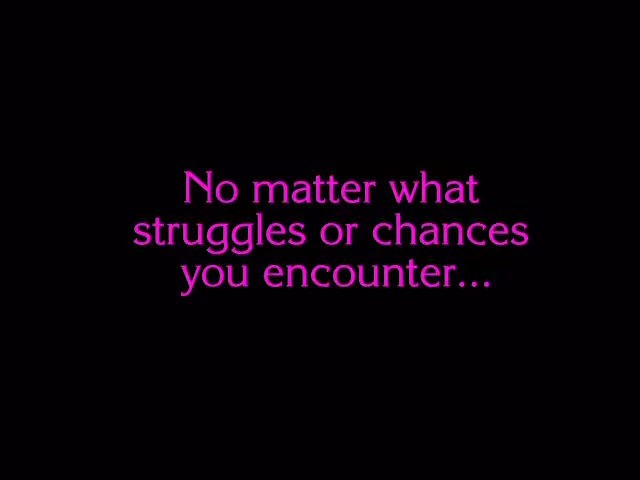 No matter what
struggles or chances
you encounter...